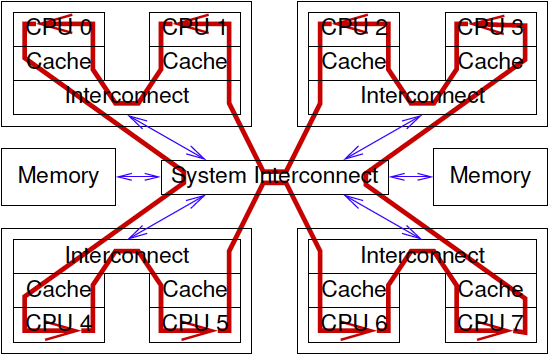 CPU 0 CPU 1 CPU 2 CPU 3
Cache Cache Cache Cache
Interconnect Interconnect
Memory System Interconnect Memory
Interconnect Interconnect
Cache Cache Cache Cache
CPU 4 CPU 5 CPU 6 CPU 7